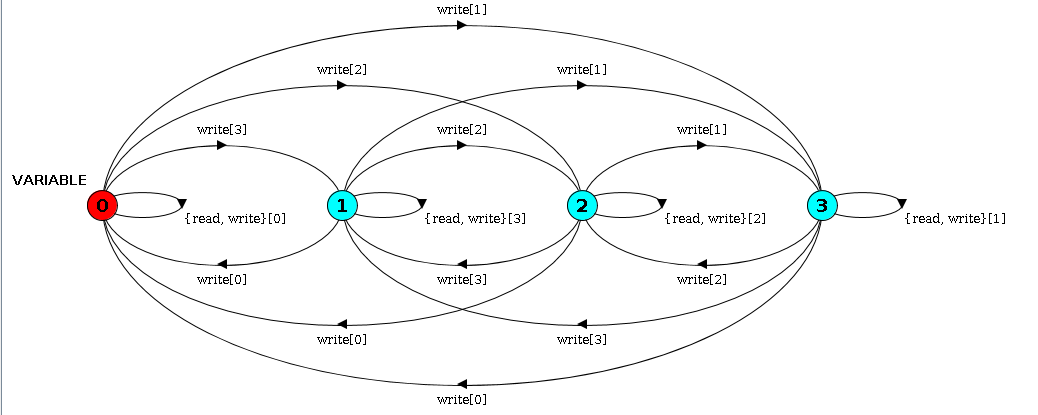 write[1]
write[2]
write[1]
write[3]
write[2]
write[1]
VARIABLE
0
1
2
3
{read, write}[0]
{read, write}[3]
{read, write}[2]
{read, write}[1]
write[0]
write[3]
write[2]
write[0]
write[3]
write[0]